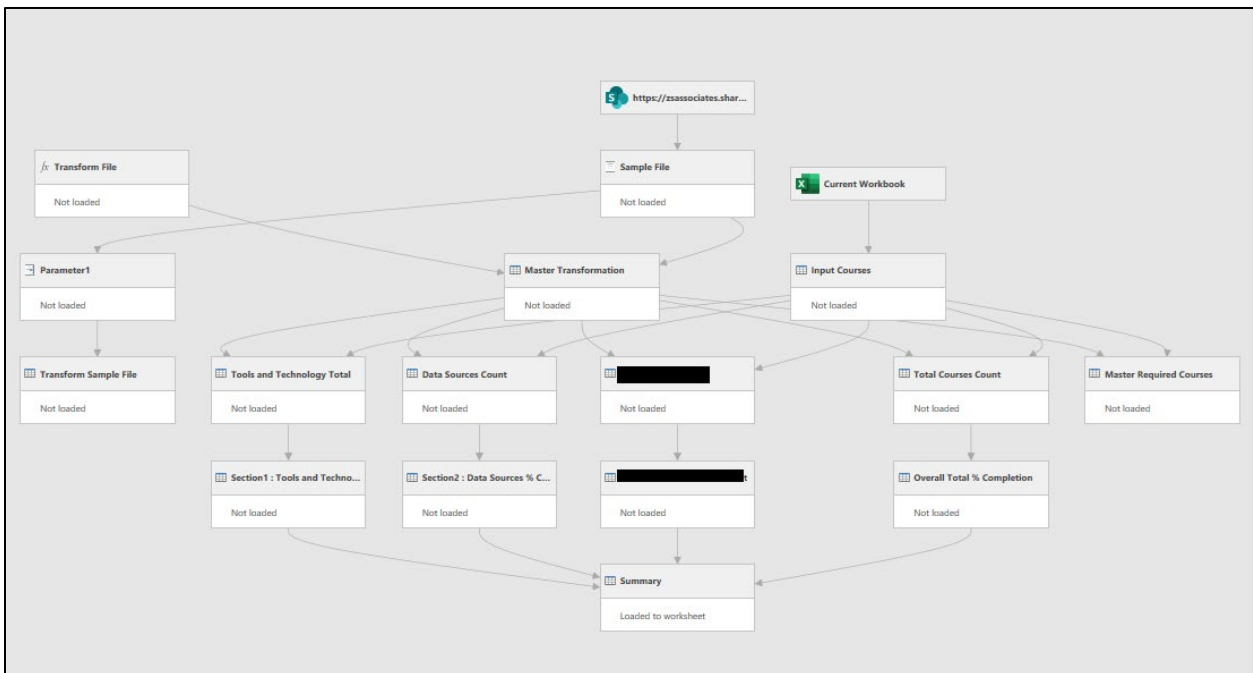 https://zsassociates.shar...
fx Transform File
Not loaded
Sample File
Not loaded
Current Workbook
Parameter1
Not loaded
Master Transformation
Not loaded
Input Courses
Not loaded
Transform Sample File
Not loaded
Tools and Technology Total
Not loaded
Data Sources Count
Not loaded
Not loaded
Total Courses Count
Not loaded
Master Required Courses
Not loaded
Section1 : Tools and Techno...
Not loaded
Section2 : Data Sources % C...
Not loaded
t
Not loaded
Overall Total % Completion
Not loaded
Summary
Loaded to worksheet